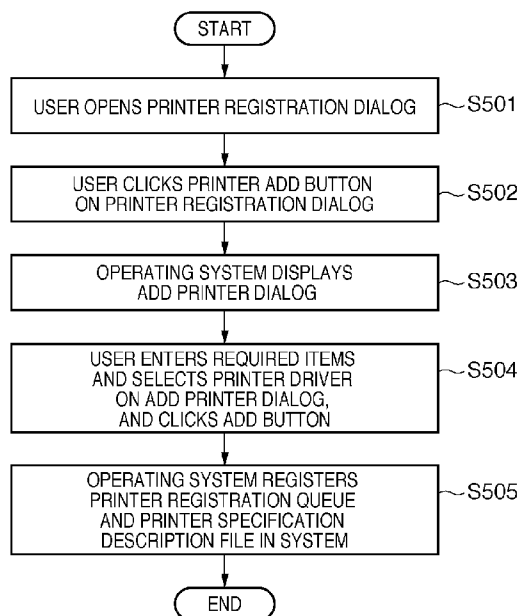 START
USER OPENS PRINTER REGISTRATION DIALOG
S501
USER CLICKS PRINTER ADD BUTTON
ON PRINTER REGISTRATION DIALOG
S502
OPERATING SYSTEM DISPLAYS
ADD PRINTER DIALOG
S503
USER ENTERS REQUIRED ITEMS
AND SELECTS PRINTER DRIVER
ON ADD PRINTER DIALOG,
AND CLICKS ADD BUTTON
S504
OPERATING SYSTEM REGISTERS
PRINTER REGISTRATION QUEUE
AND PRINTER SPECIFICATION
DESCRIPTION FILE IN SYSTEM
S505
END